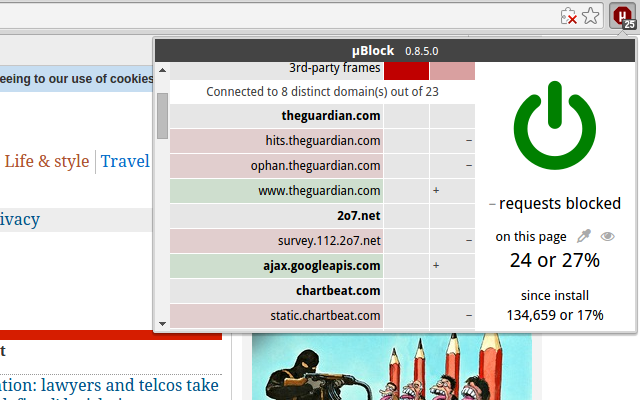 µ
25
µBlock 0.8.5.0
eeing to our use of cookies
3rd-party frames
Connected to 8 distinct domain(s) out of 23
theguardian.com
hits.theguardian.com –
ophan.theguardian.com –
www.theguardian.com +
2o7.net
survey.112.2o7.net –
ajax.googleapis.com +
chartbeat.com
static.chartbeat.com –
– requests blocked
on this page
24 or 27%
since install
134,659 or 17%
Life & style Travel
ivacy
t
tion: lawyers and telcos take